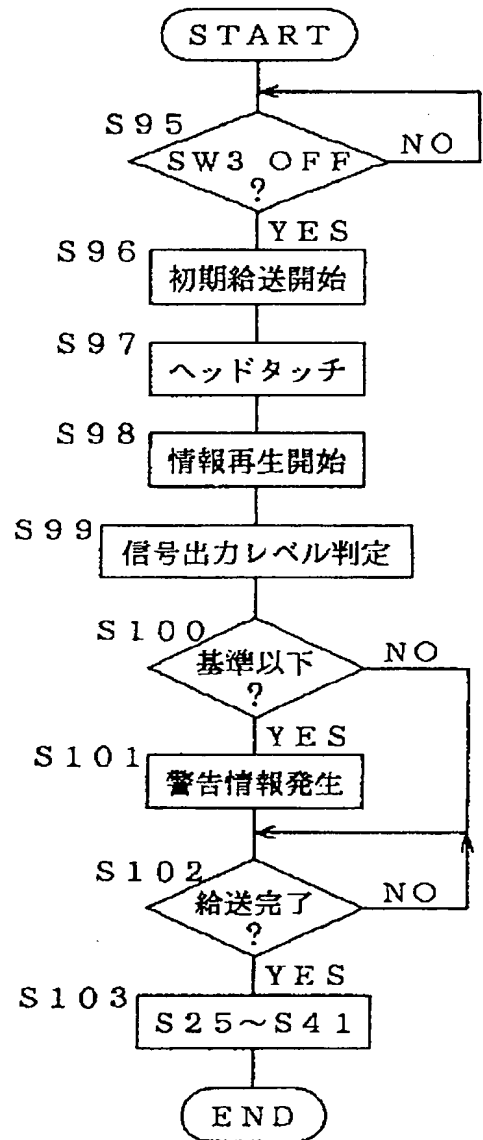 START
S95
SW3 OFF
?
NO
YES
S96
初期給送開始
S97
ヘッドタッチ
S98
情報再生開始
S99
信号出力レベル判定
S100
基準以下
?
NO
YES
S101
警告情報発生
S102
給送完了
?
NO
YES
S103
S25～S41
END